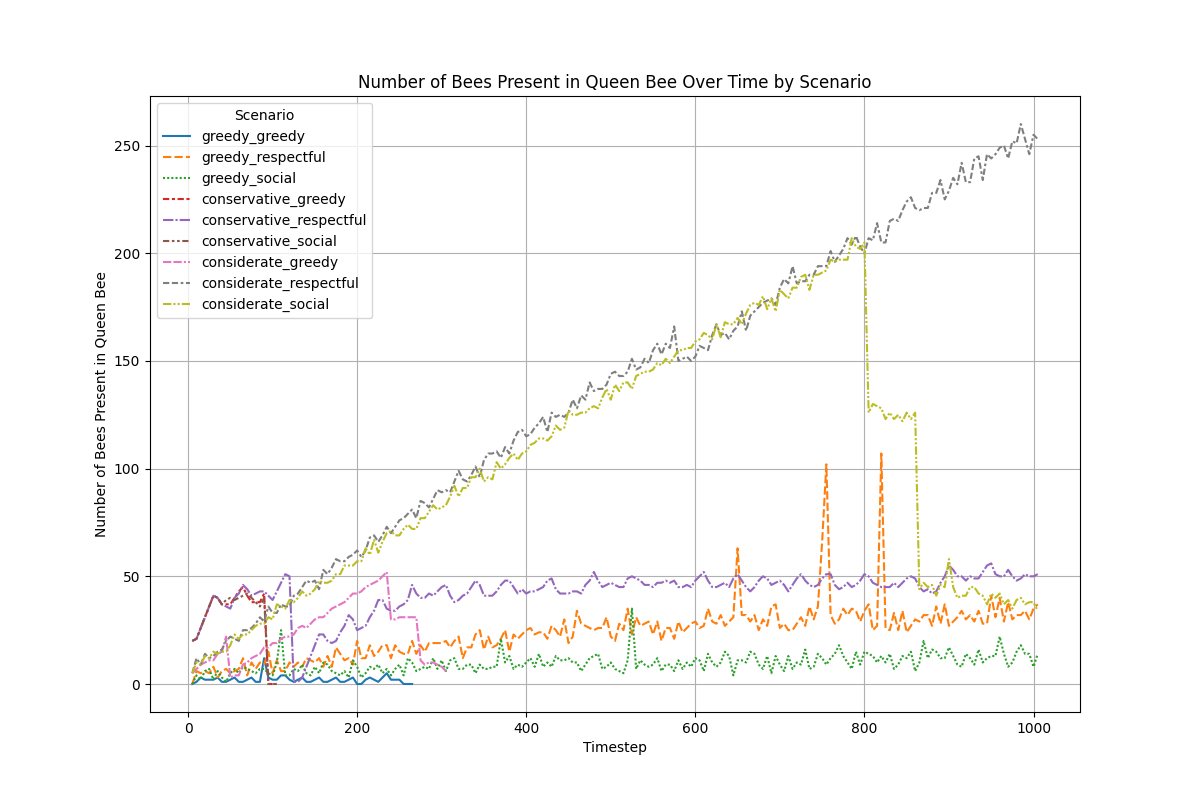 Number of Bees Present in Queen Bee Over Time by Scenario
Number of Bees Present in Queen Bee
250
200
150
100
50
0
Scenario
greedy_greedy
greedy_respectful
greedy_social
conservative_greedy
conservative_respectful
conservative_social
considerate_greedy
considerate_respectful
considerate_social
0 200 400 600 800 1000
Timestep